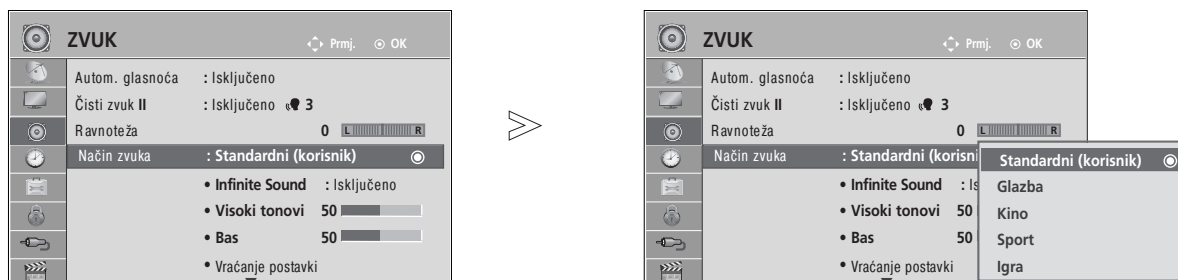 ZVUK
Prmj. OK
Autom. glasnoća : Isključeno
Čisti zvuk II : Isključeno 3
Ravnoteža 0 L R
Način zvuka : Standardni (korisnik)
• Infinite Sound : Isključeno
• Visoki tonovi 50
• Bas 50
• Vraćanje postavki
ZVUK
Prmj. OK
Autom. glasnoća : Isključeno
Čisti zvuk II : Isključeno 3
Ravnoteža 0 L R
Način zvuka : Standardni (korisni
• Infinite Sound : Is
• Visoki tonovi 50
• Bas 50
• Vraćanje postavki
Standardni (korisnik)
Glazba
Kino
Sport
Igra